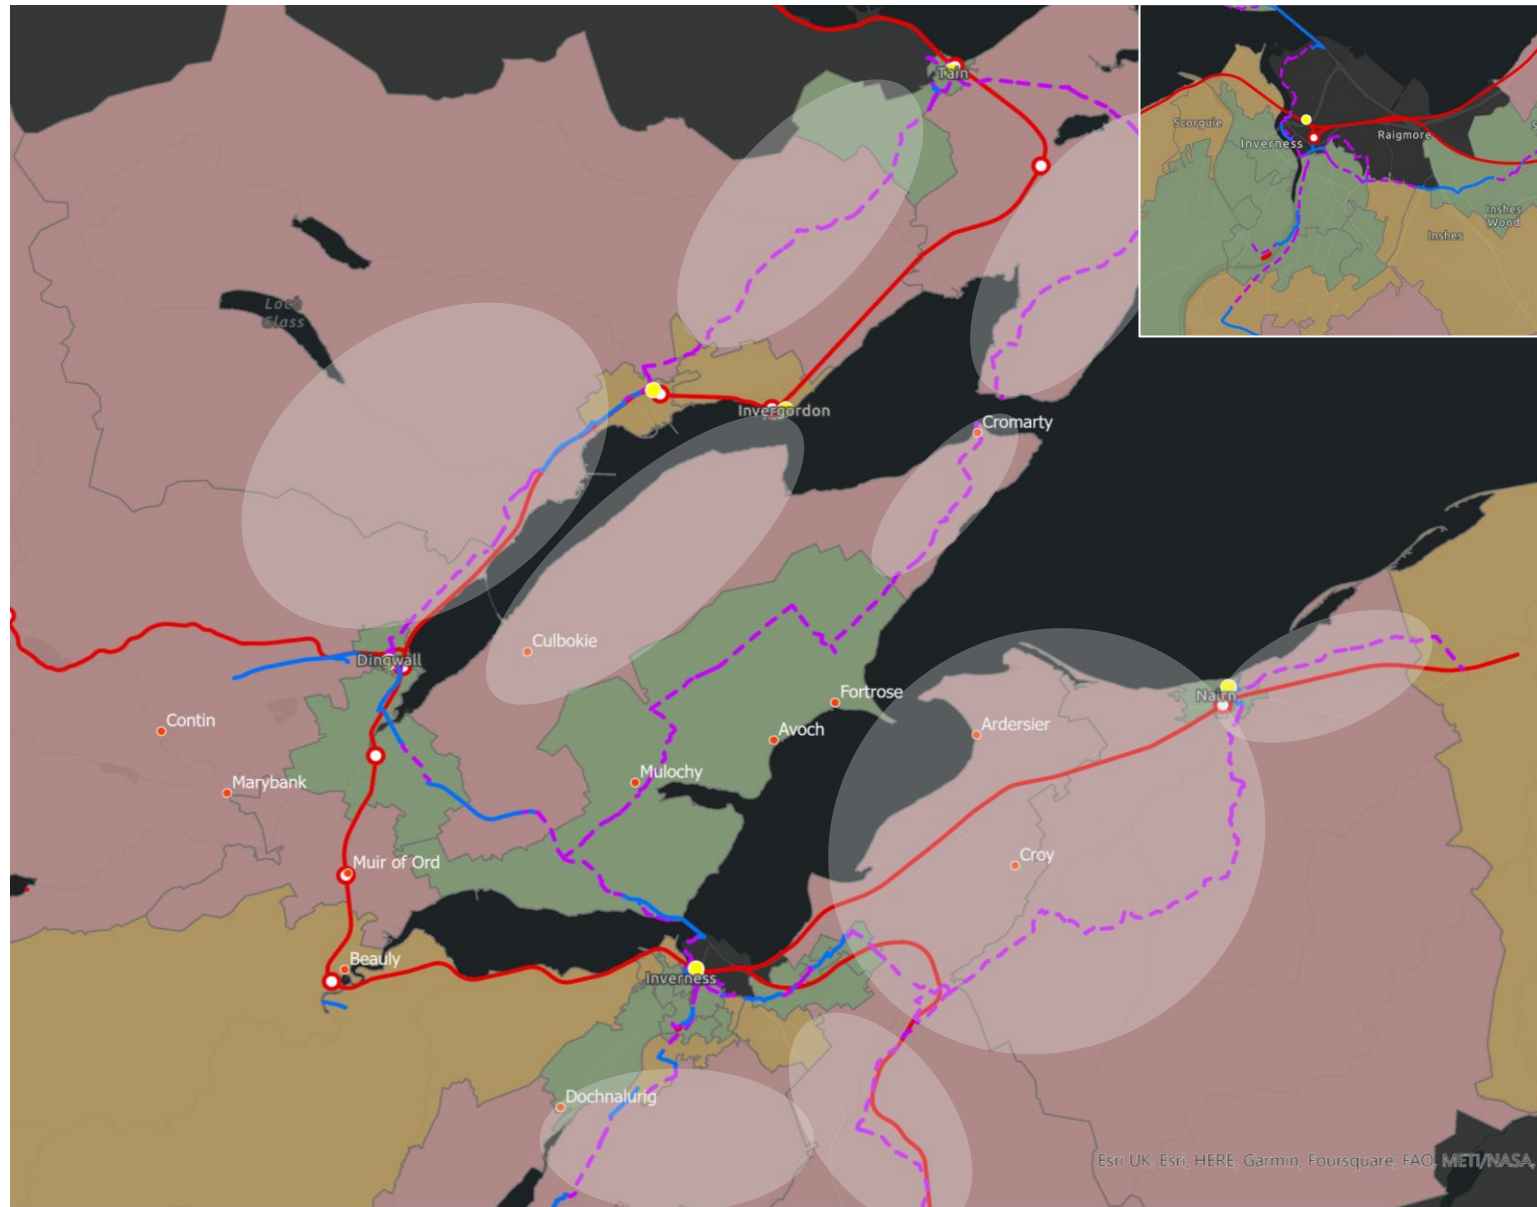 Tain
Scorguie
Inverness
Raigmore
Inshes
Wood
Inshes
Loch
Glass
Invergordon
Cromarty
Culbokie
Dingwall
Contin
Fortrose
Nairn
Avoch
Ardersier
Marybank
Mulochy
Muir of Ord
Croy
Beauly
Inverness
Dochnalurig
Esri UK, Esri, HERE, Garmin, Foursquare, FAO, METI/NASA,